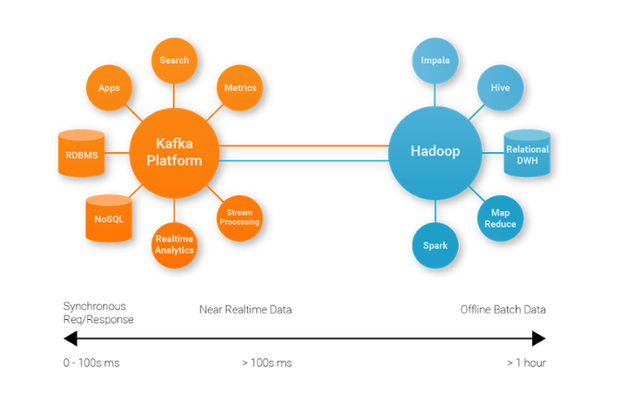 Search
Apps
Metrics
Kafka
Platform
RDBMS
NoSQL
Realtime
Analytics
Stream
Processing
Impala
Hive
Hadoop
Relational
DWH
Map
Reduce
Spark
Synchronous
Req/Response
Near Realtime Data
Offline Batch Data
0 - 100s ms
> 100s ms
> 1 hour